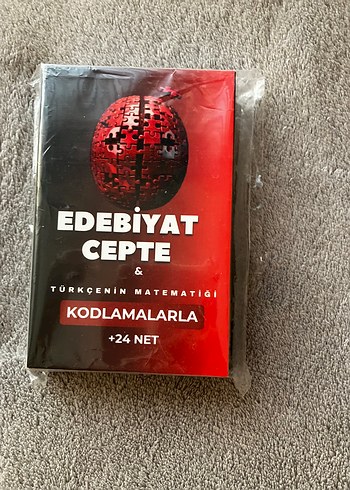 EDEBİYAT
CEPTE
&
TÜRKÇENİN MATEMATİĞİ
KODLAMALARLA
+24 NET